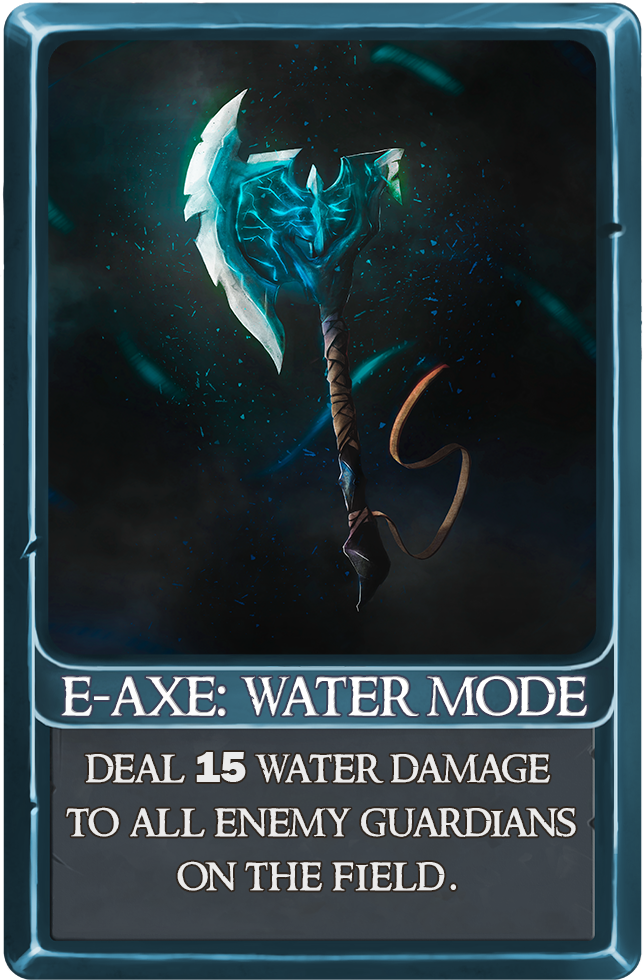 E-AXE: WATER MODE
DEAL 15 WATER DAMAGE
TO ALL ENEMY GUARDIANS
ON THE FIELD.